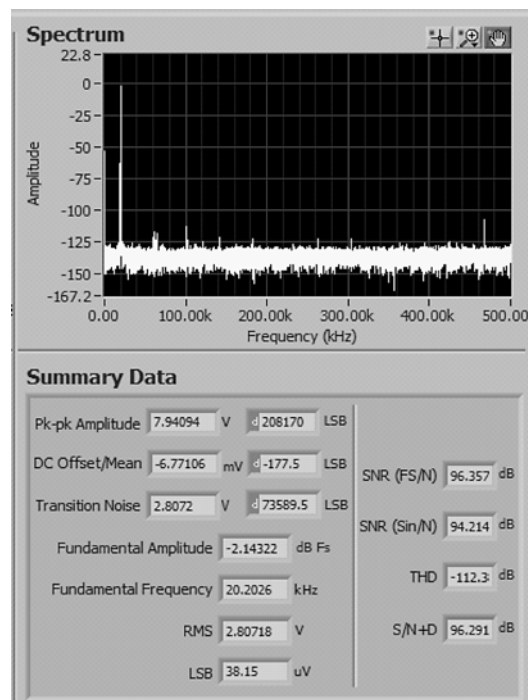 Spectrum
22.8
0
-25
-50
-75
-100
-125
-150
-167.2
Amplitude
0.00 100.00k 200.00k 300.00k 400.00k 500.00
Frequency (kHz)
Summary Data
Pk-pk Amplitude 7.94094 V d 208170 LSB
DC Offset/Mean -6.77106 mV d -177.5 LSB
Transition Noise 2.8072 V d 73589.5 LSB
Fundamental Amplitude -2.14322 dB Fs
Fundamental Frequency 20.2026 kHz
RMS 2.80718 V
LSB 38.15 uV
SNR (FS/N) 96.357 dB
SNR (Sin/N) 94.214 dB
THD -112.3 dB
S/N+D 96.291 dB